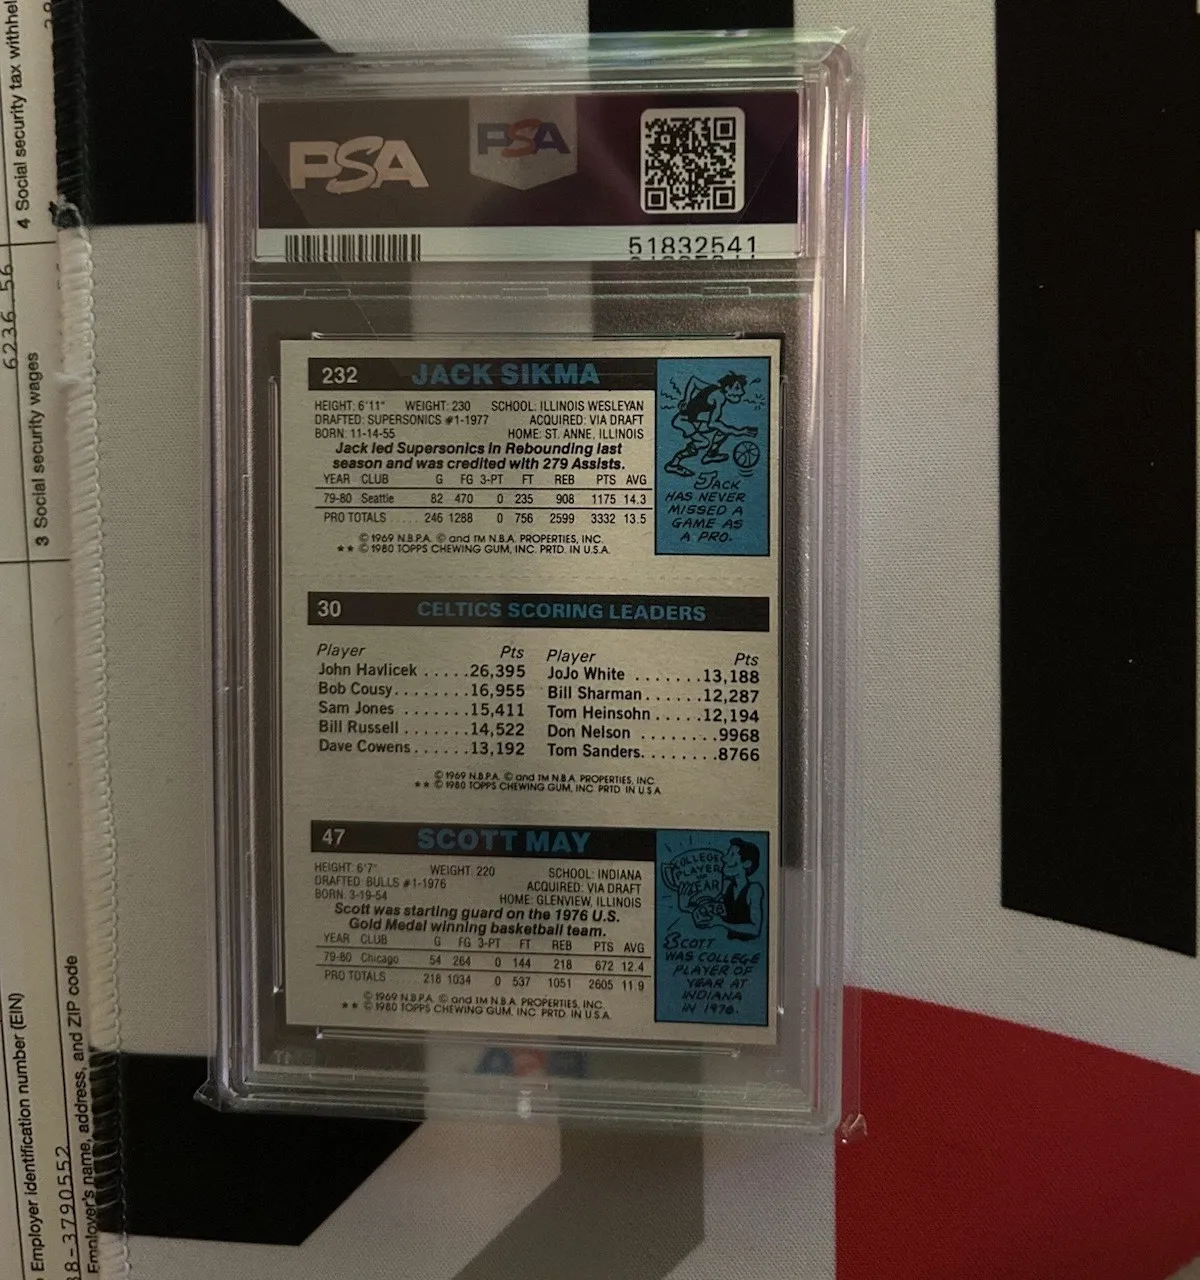 PSA
PSA
51832541
232 JACK SIKMA
HEIGHT: 6'11" WEIGHT: 230 SCHOOL: ILLINOIS WESLEYAN
DRAFTED: SUPERSONICS #1-1977 ACQUIRED: VIA DRAFT
BORN: 11-14-55 HOME: ST. ANNE, ILLINOIS
Jack led Supersonics In Rebounding last
season and was credited with 279 Assists.
YEAR CLUB G FG 3-PT FT REB PTS AVG
79-80 Seattle 82 470 0 235 908 1175 14.3
PRO TOTALS ..... 246 1288 0 756 2599 3332 13.5
© 1969 N.B.P.A. © and TM N.B.A. PROPERTIES, INC.
** © 1980 TOPPS CHEWING GUM, INC. PRTD. IN U.S.A.
JACK
HAS NEVER
MISSED A
GAME AS
A PRO.
30 CELTICS SCORING LEADERS
Player Pts Player Pts
John Havlicek .....26,395 JoJo White .......13,188
Bob Cousy........16,955 Bill Sharman......12,287
Sam Jones .......15,411 Tom Heinsohn.....12,194
Bill Russell .......14,522 Don Nelson ........9968
Dave Cowens......13,192 Tom Sanders........8766
© 1969 N.B.P.A. © and TM N.B.A. PROPERTIES, INC.
** © 1980 TOPPS CHEWING GUM, INC. PRTD. IN U.S.A.
47 SCOTT MAY
HEIGHT: 6'7" WEIGHT: 220 SCHOOL: INDIANA
DRAFTED: BULLS #1-1976 ACQUIRED: VIA DRAFT
BORN: 3-19-54 HOME: GLENVIEW, ILLINOIS
Scott was starting guard on the 1976 U.S.
Gold Medal winning basketball team.
YEAR CLUB G FG 3-PT FT REB PTS AVG
79-80 Chicago 54 264 0 144 218 672 12.4
PRO TOTALS 218 1034 0 537 1051 2605 11.9
© 1969 N.B.P.A. © and TM N.B.A. PROPERTIES, INC.
** © 1980 TOPPS CHEWING GUM, INC. PRTD. IN U.S.A.
COLLEGE
PLAYER
OF
YEAR
SCOTT
WAS COLLEGE
PLAYER OF
YEAR AT
INDIANA
IN 1976.
4 Social security tax withhel
6236.56
3 Social security wages
Employer identification number (EIN)
38-3790552
Employer's name, address, and ZIP code